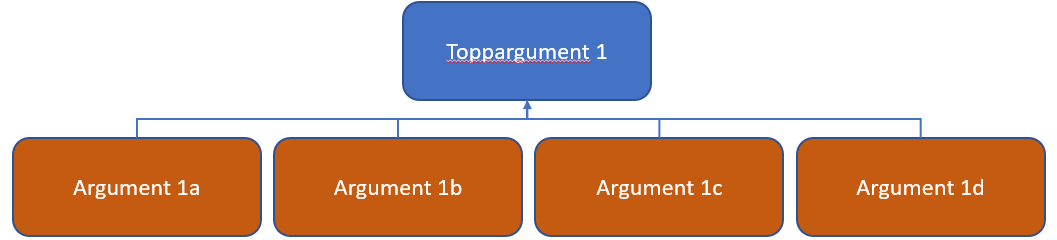 Toppargument 1
Argument 1a
Argument 1b
Argument 1c
Argument 1d